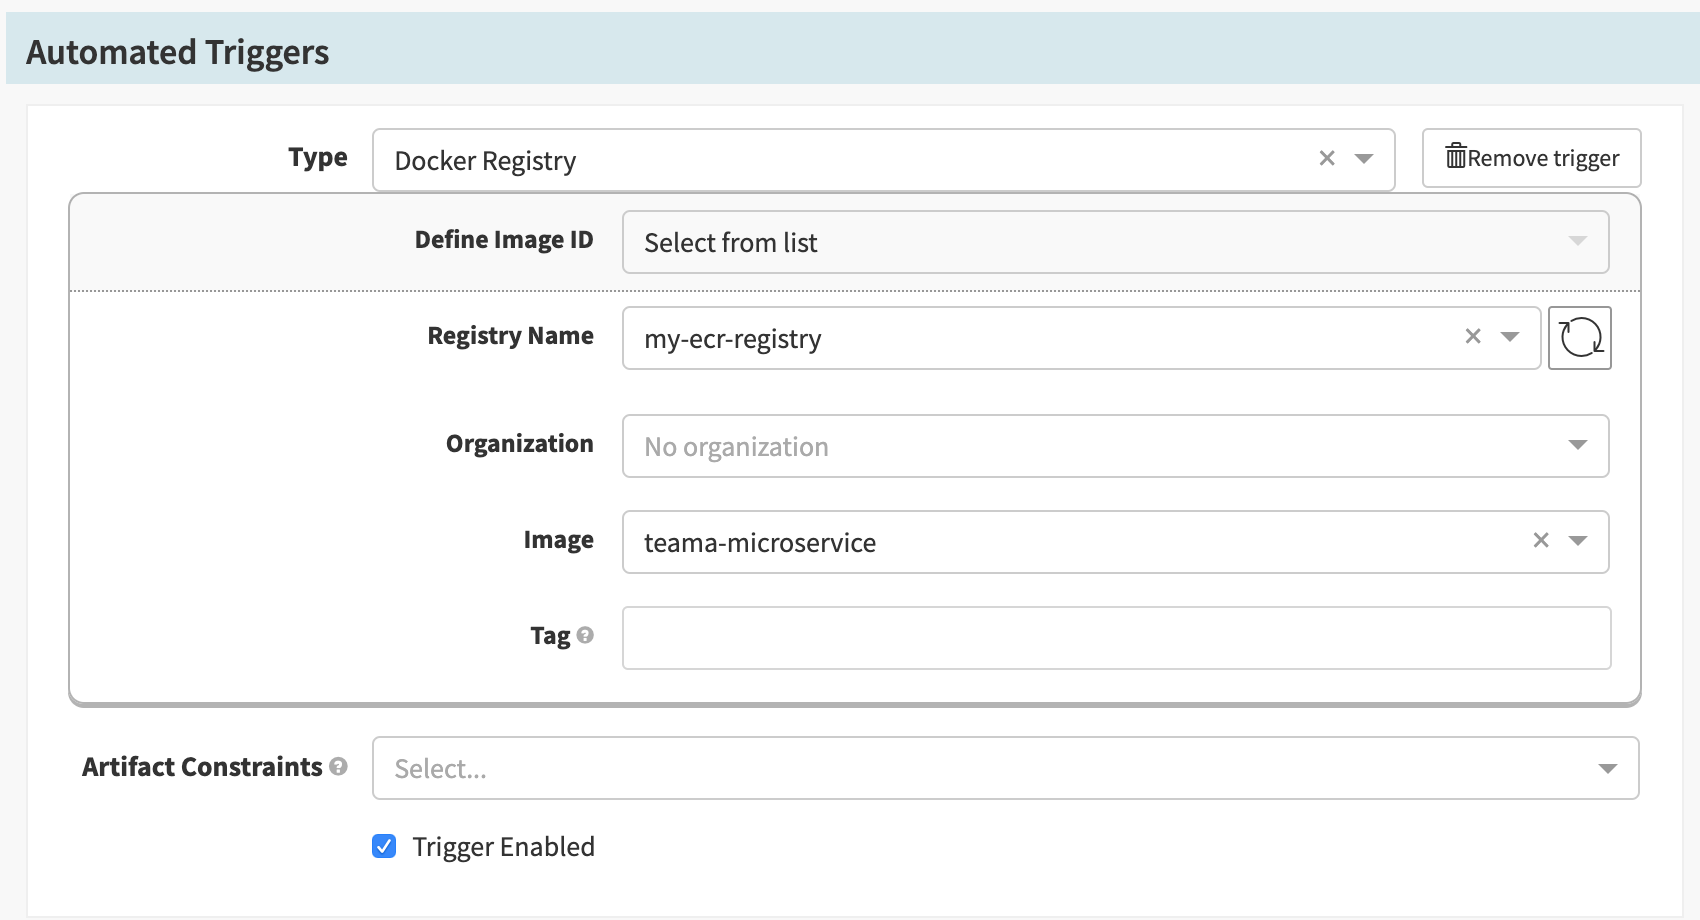 Automated Triggers
Type Docker Registry × Remove trigger
Define Image ID Select from list
Registry Name my-ecr-registry ×
Organization No organization
Image teama-microservice ×
Tag ?
Artifact Constraints ? Select...
Trigger Enabled